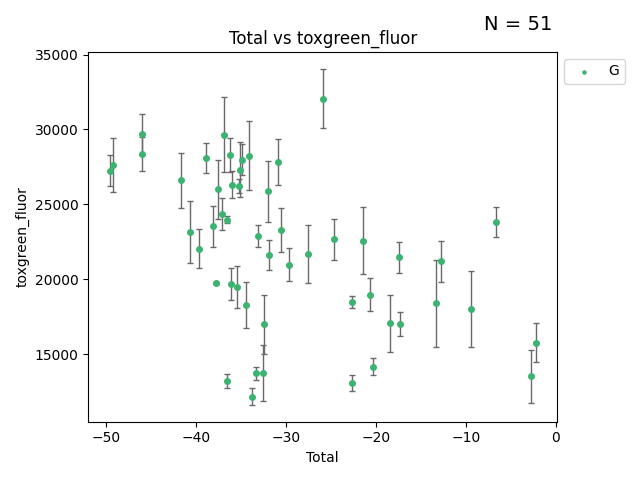 N = 51
Total vs toxgreen_fluor
G
35000
30000
25000
20000
15000
toxgreen_fluor
−50
−40
−30
−20
−10
0
Total